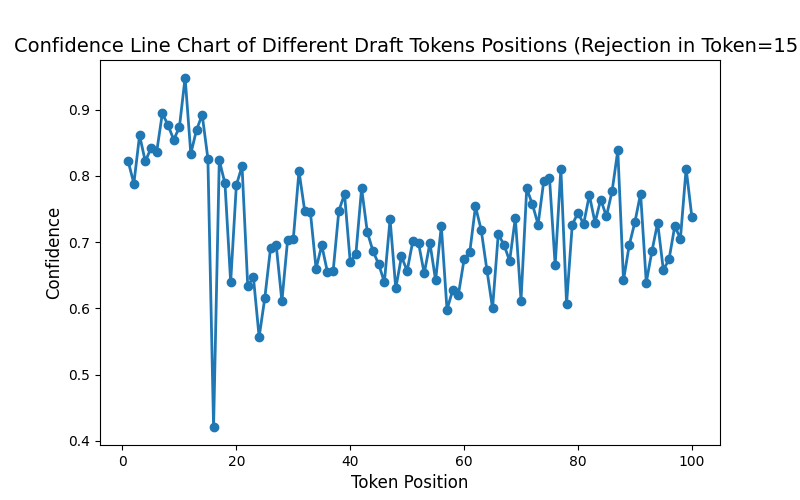 Confidence Line Chart of Different Draft Tokens Positions (Rejection in Token=15
0.9
0.8
0.7
0.6
0.5
0.4
Confidence
0 20 40 60 80 100
Token Position